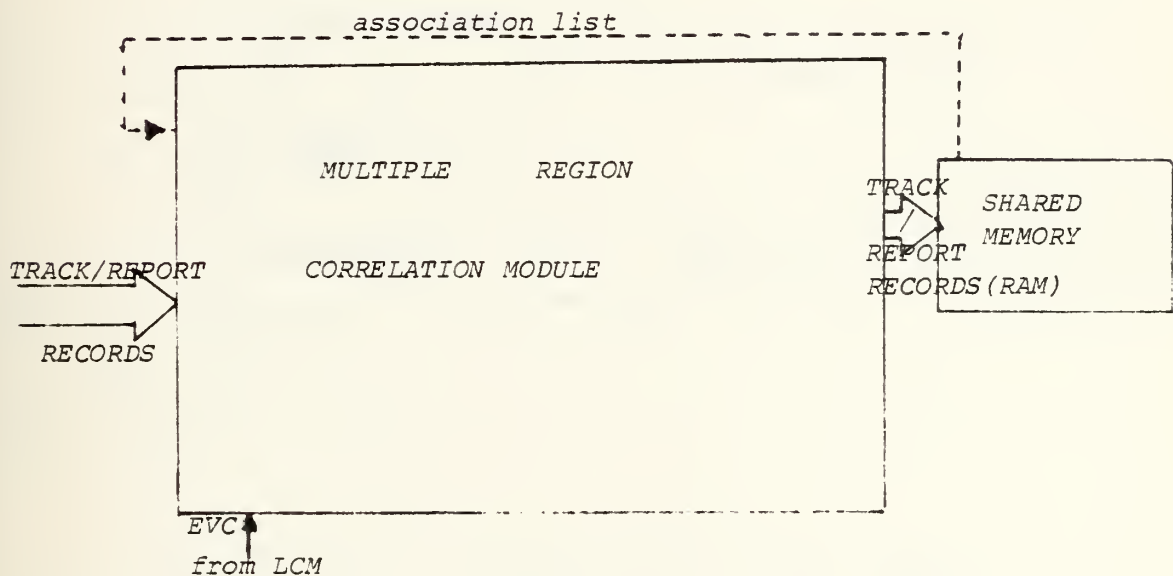 association list
MULTIPLE REGION
CORRELATION MODULE
TRACK/REPORT
RECORDS
TRACK
/
REPORT
RECORDS(RAM)
SHARED
MEMORY
EVC
from LCM